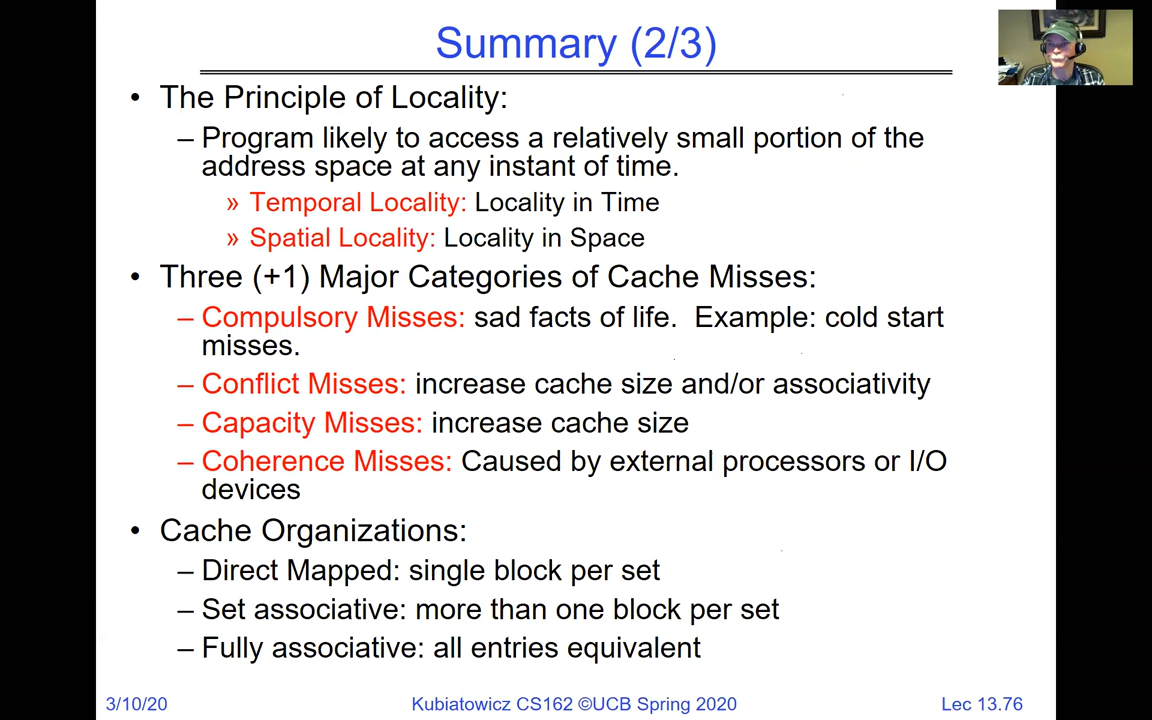 Summary (2/3)
• The Principle of Locality:
– Program likely to access a relatively small portion of the
address space at any instant of time.
» Temporal Locality: Locality in Time
» Spatial Locality: Locality in Space
• Three (+1) Major Categories of Cache Misses:
– Compulsory Misses: sad facts of life. Example: cold start
misses.
– Conflict Misses: increase cache size and/or associativity
– Capacity Misses: increase cache size
– Coherence Misses: Caused by external processors or I/O
devices
• Cache Organizations:
– Direct Mapped: single block per set
– Set associative: more than one block per set
– Fully associative: all entries equivalent
3/10/20 Kubiatowicz CS162 ©UCB Spring 2020 Lec 13.76